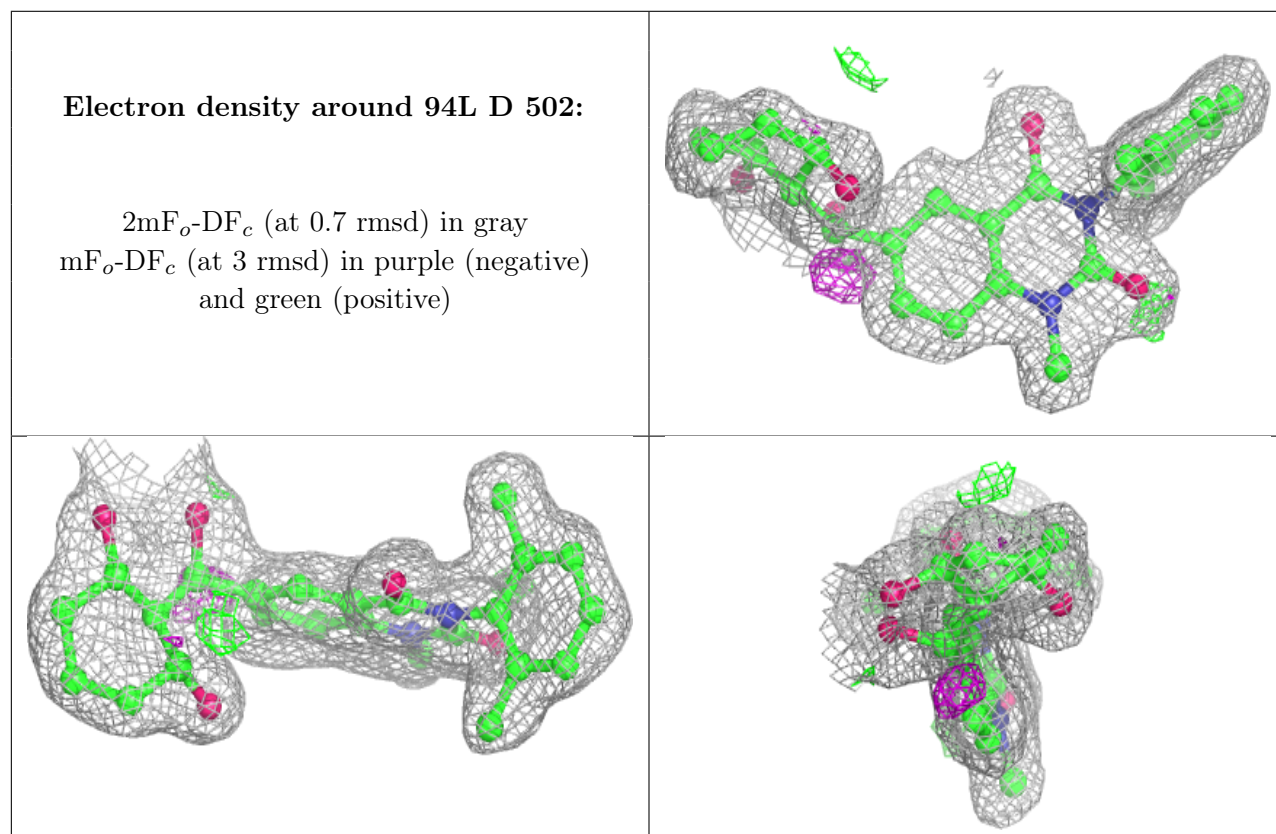 Electron density around 94L D 502:
2mFo-DFc (at 0.7 rmsd) in gray
mFo-DFc (at 3 rmsd) in purple (negative)
and green (positive)